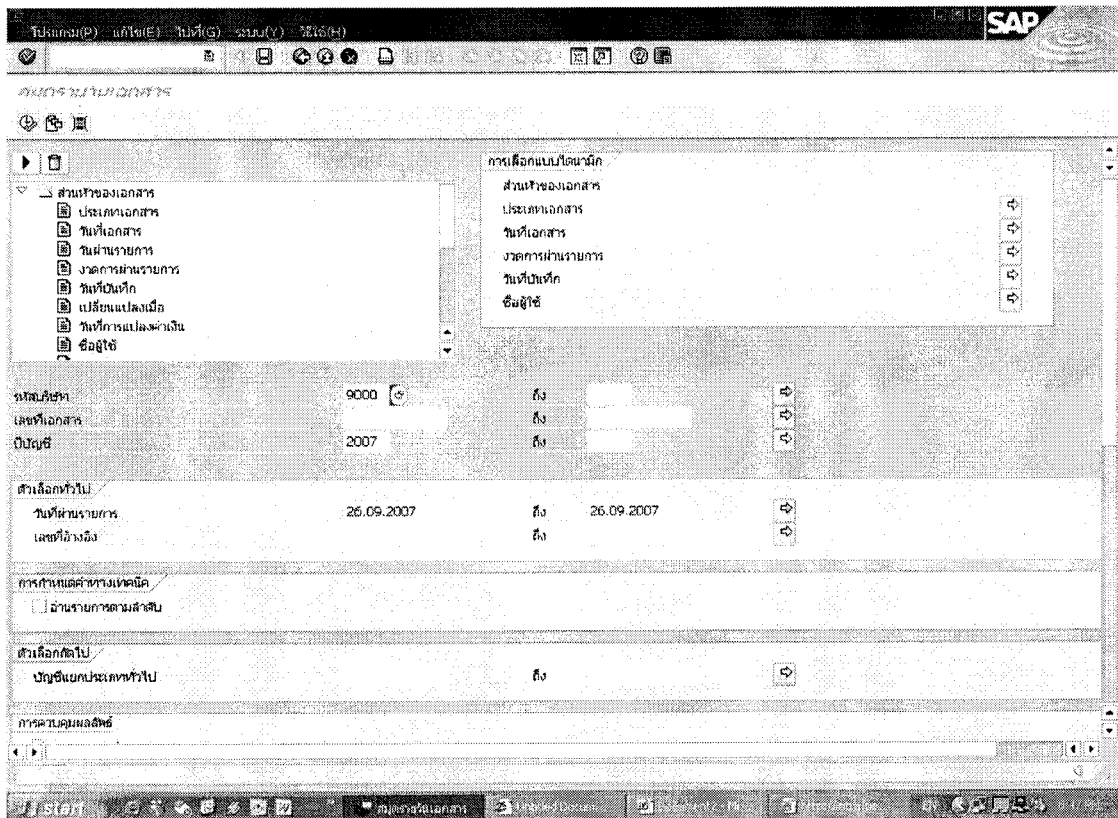 โปรแกรม(P) แก้ไข(E) ไปที่(G) ระบบ(Y) วิธีใช้(H)
SAP
การเลือกแบบไดนามิก
ส่วนหัวของเอกสาร
ส่วนหัวของเอกสาร
ประเภทเอกสาร
ประเภทเอกสาร
วันที่เอกสาร
วันที่เอกสาร
วันผ่านรายการ
งวดการผ่านรายการ
งวดการผ่านรายการ
วันที่บันทึก
วันที่บันทึก
เปลี่ยนแปลงเมื่อ
ชื่อผู้ใช้
วันที่การแปลงค่าเงิน
ชื่อผู้ใช้
รหัสบริษัท 9000 ถึง
เลขที่เอกสาร ถึง
ปีบัญชี 2007 ถึง
ตัวเลือกทั่วไป
วันที่ผ่านรายการ 26.09.2007 ถึง 26.09.2007
เลขที่อ้างอิง ถึง
การกำหนดค่าทางเทคนิค
อ่านรายการตามลำดับ
ตัวเลือกถัดไป
บัญชีแยกประเภททั่วไป ถึง
การควบคุมผลลัพธ์
start สมุดรายวันเอกสาร EN